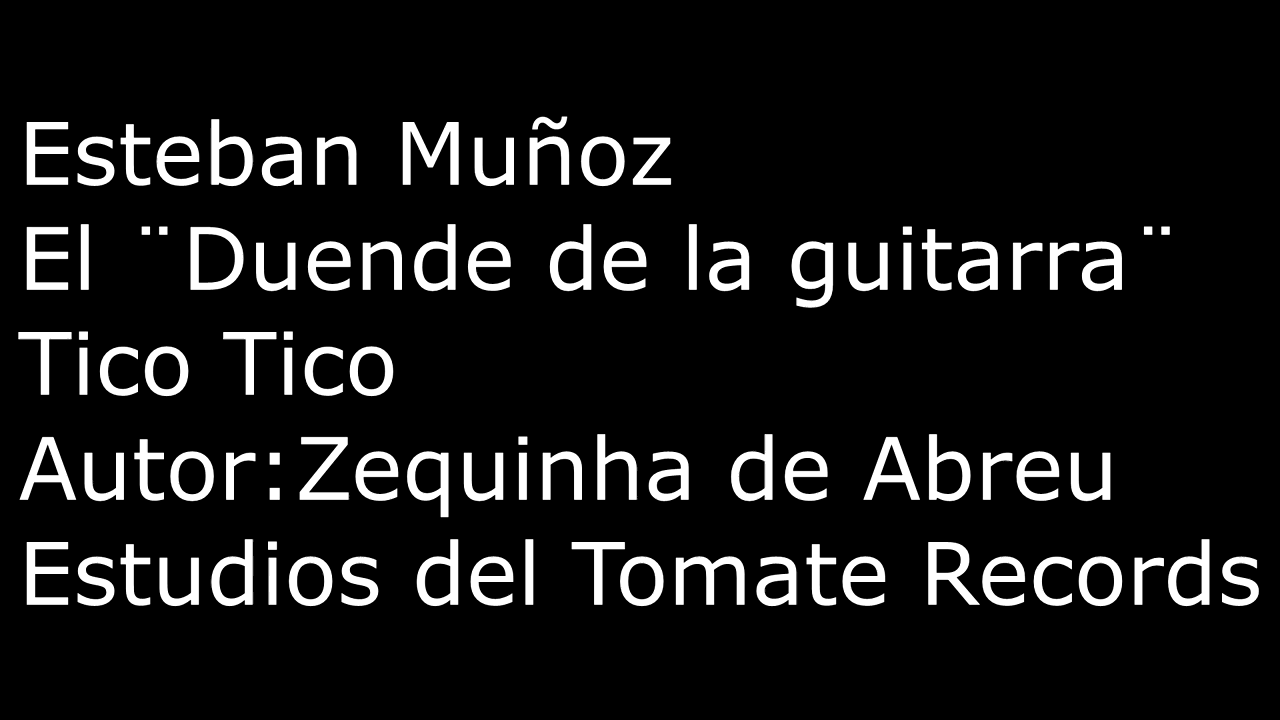 Esteban Muñoz
El ¨Duende de la guitarra¨
Tico Tico
Autor:Zequinha de Abreu
Estudios del Tomate Records